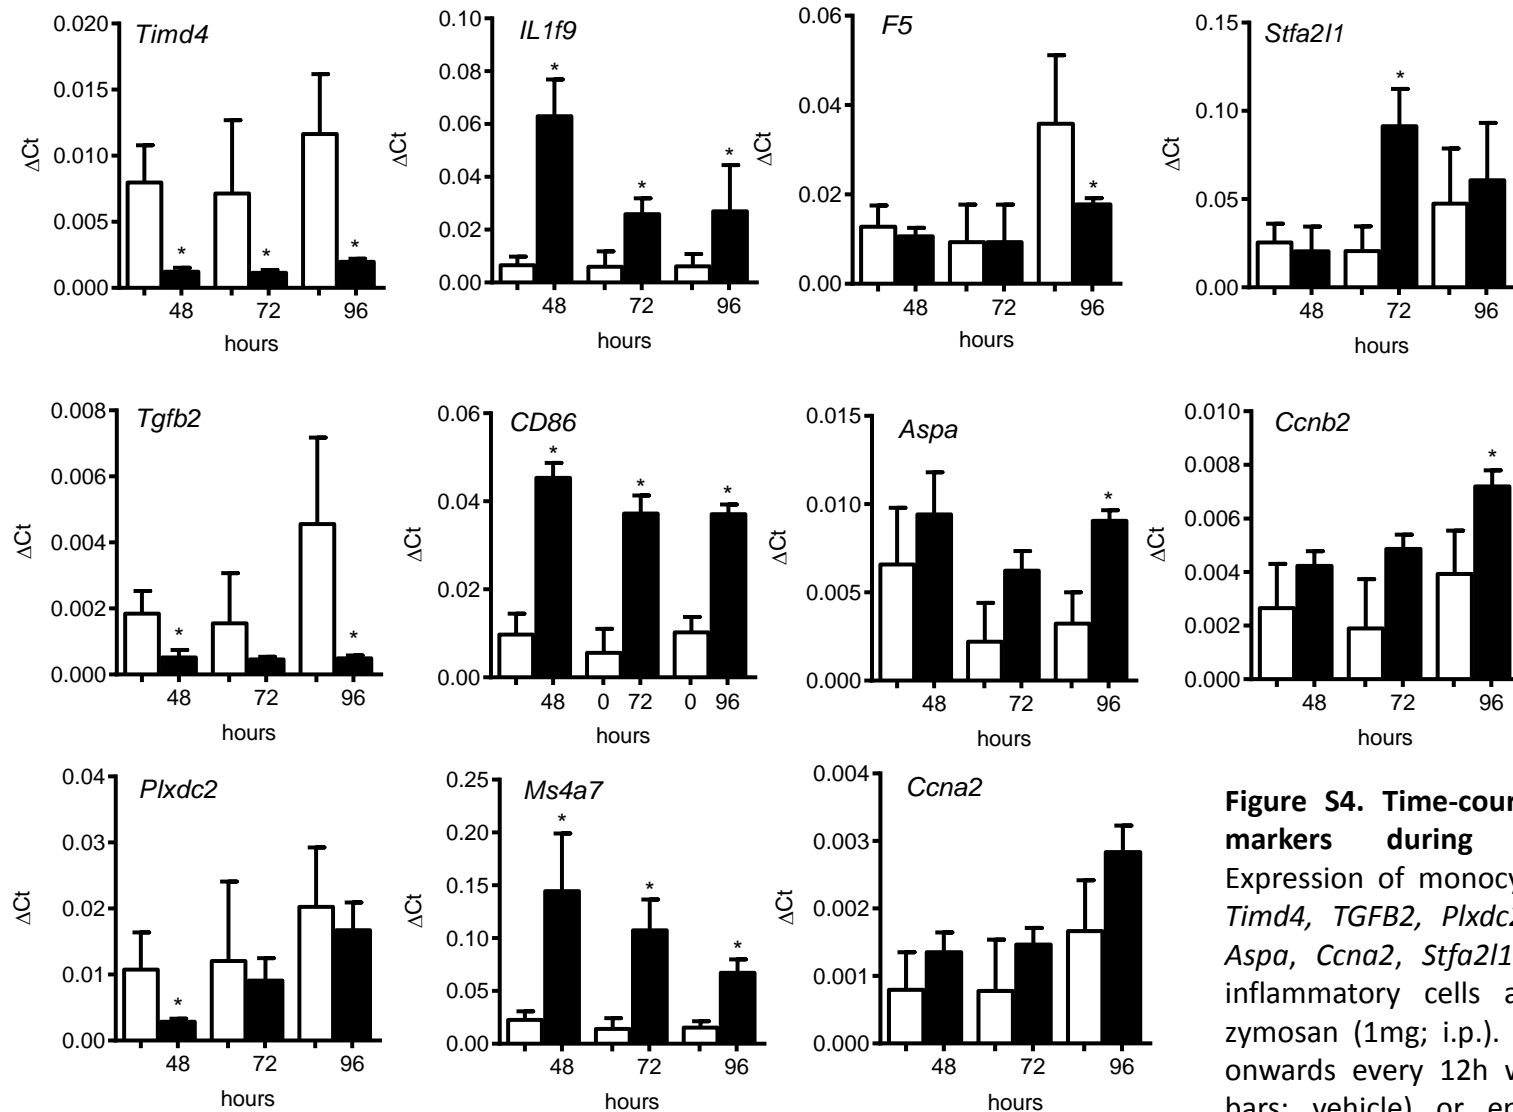 Timd4
0.020
0.015
0.010
0.005
0.000
ΔCt
*
*
*
48
72
96
hours
IL1f9
0.10
0.08
0.06
0.04
0.02
0.00
ΔCt
*
*
*
48
72
96
hours
F5
0.06
0.04
0.02
0.00
ΔCt
*
48
72
96
hours
Stfa2l1
0.15
0.10
0.05
0.00
ΔCt
*
48
72
96
hours
Tgfb2
0.008
0.006
0.004
0.002
0.000
ΔCt
*
*
48
72
96
hours
CD86
0.06
0.04
0.02
0.00
ΔCt
*
*
*
48
0
72
0
96
hours
Aspa
0.015
0.010
0.005
0.000
ΔCt
*
48
72
96
hours
Ccnb2
0.010
0.008
0.006
0.004
0.002
0.000
ΔCt
*
48
72
96
hours
Plxdc2
0.04
0.03
0.02
0.01
0.00
ΔCt
*
48
72
96
hours
Ms4a7
0.25
0.20
0.15
0.10
0.05
0.00
ΔCt
*
*
*
48
72
96
hours
Ccna2
0.004
0.003
0.002
0.001
0.000
ΔCt
48
72
96
hours
Figure S4. Time-cour
markers during
Expression of monocy
Timd4, TGFB2, Plxdc2
Aspa, Ccna2, Stfa2l1
inflammatory cells a
zymosan (1mg; i.p.).
onwards every 12h v
bars; vehicle) or en